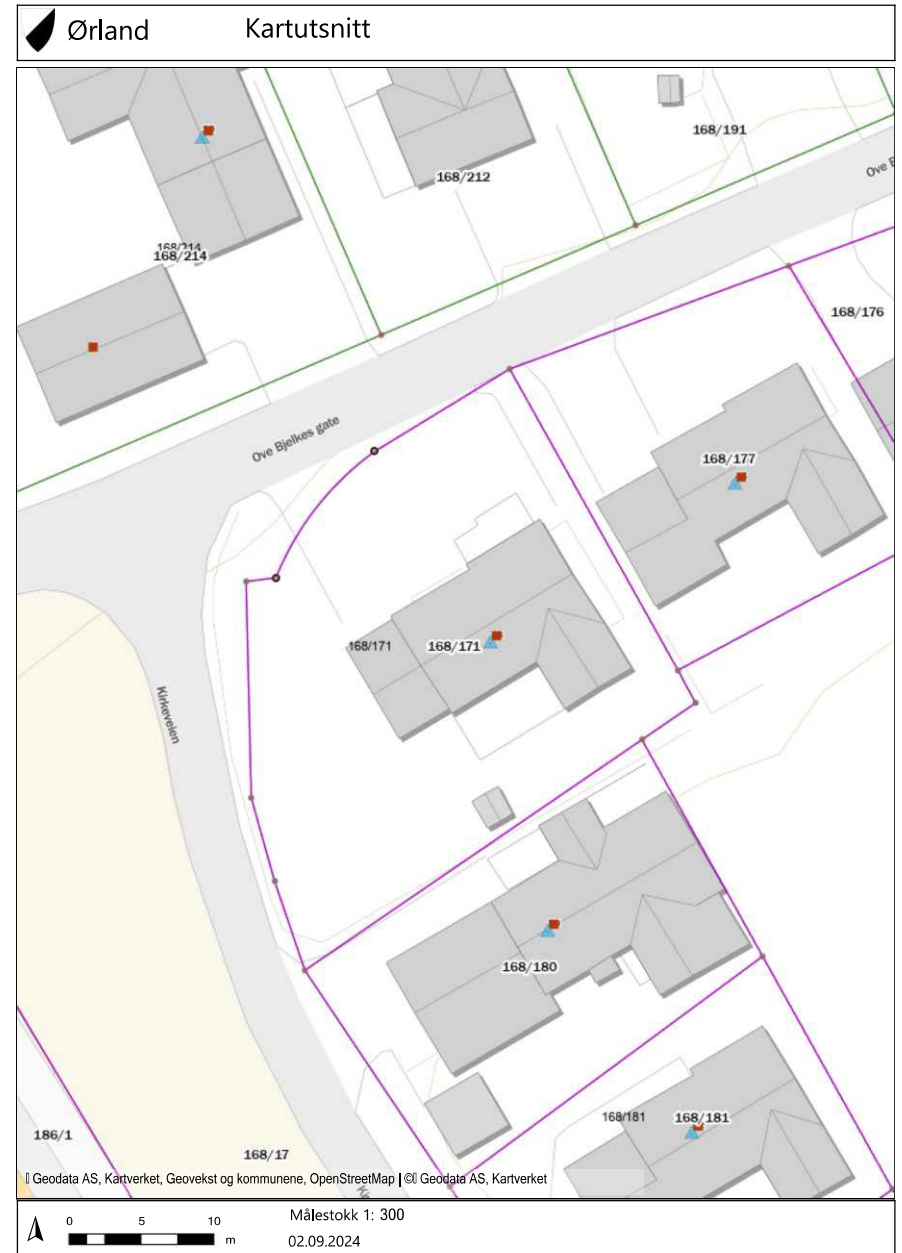 Ørland
Kartutsnitt
168/191
168/212
Ove B
168/214
168/214
168/176
Ove Bjelkes gate
168/177
168/171
168/171
Kirkeveien
168/180
168/181
168/181
186/1
168/17
Geodata AS, Kartverket, Geovekst og kommunene, OpenStreetMap | © Geodata AS, Kartverket
Ki
0 5 10 m
Målestokk 1: 300
02.09.2024